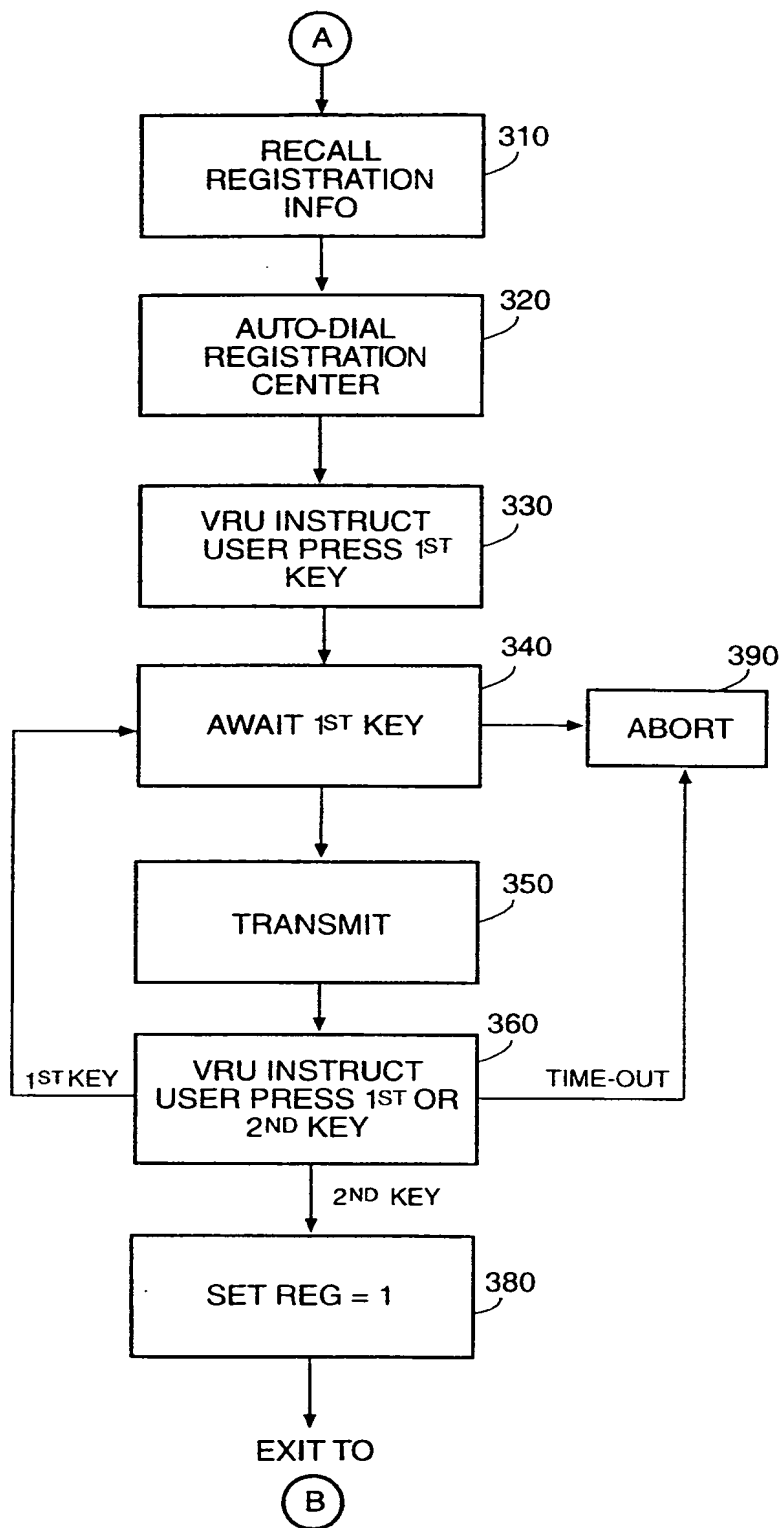 A
RECALL
REGISTRATION
INFO
310
AUTO-DIAL
REGISTRATION
CENTER
320
VRU INSTRUCT
USER PRESS 1ST
KEY
330
AWAIT 1ST KEY
340
ABORT
390
TRANSMIT
350
VRU INSTRUCT
USER PRESS 1ST OR
2ND KEY
360
1ST KEY
TIME-OUT
2ND KEY
SET REG = 1
380
EXIT TO
B